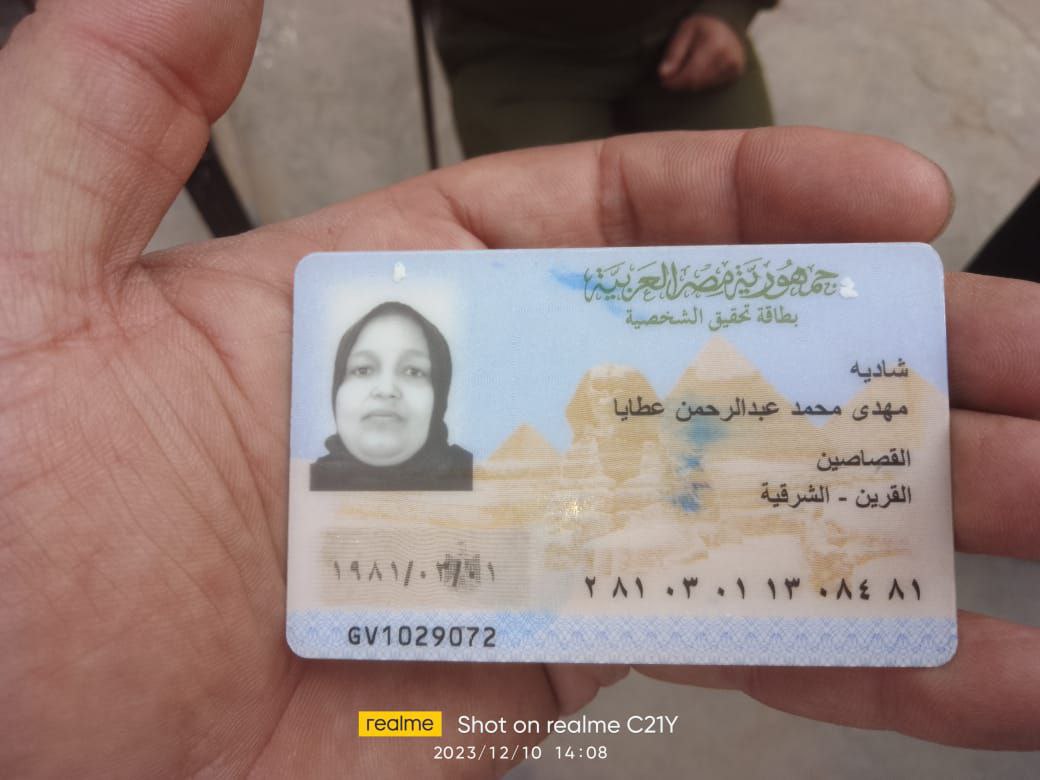 جمهورية مصر العربية
بطاقة تحقيق الشخصية
شاديه
مهدى محمد عبدالرحمن عطايا
القصاصين
القرين - الشرقية
١٩٨١/٠٣/٠١
٢ ٨١ ٠٣ ٠١ ١٣ ٠٨٤ ٨١
GV1029072
realme Shot on realme C21Y
2023/12/10 14:08